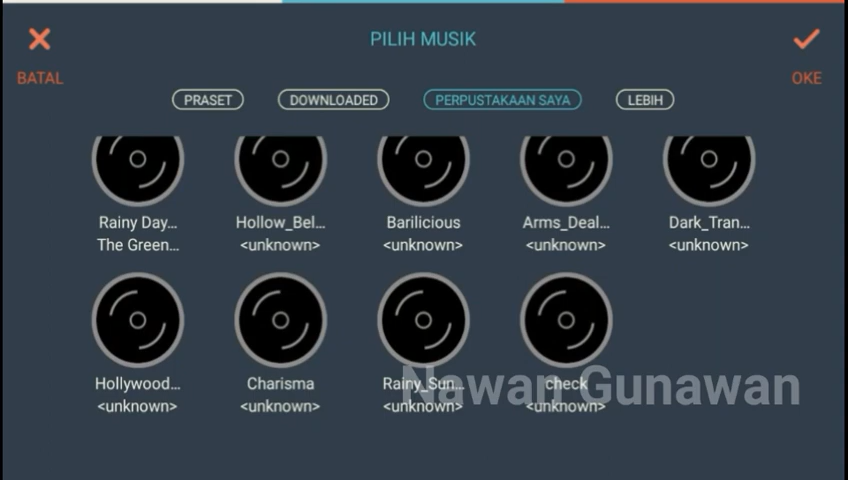 PILIH MUSIK
BATAL
OKE
PRASET
DOWNLOADED
PERPUSTAKAAN SAYA
LEBIH
Rainy Day...
The Green...
Hollow_Bel...
<unknown>
Barilicious
<unknown>
Arms_Deal...
<unknown>
Dark_Tran...
<unknown>
Hollywood...
<unknown>
Charisma
<unknown>
Rainy_Sun...
<unknown>
check
<unknown>
Nawan Gunawan